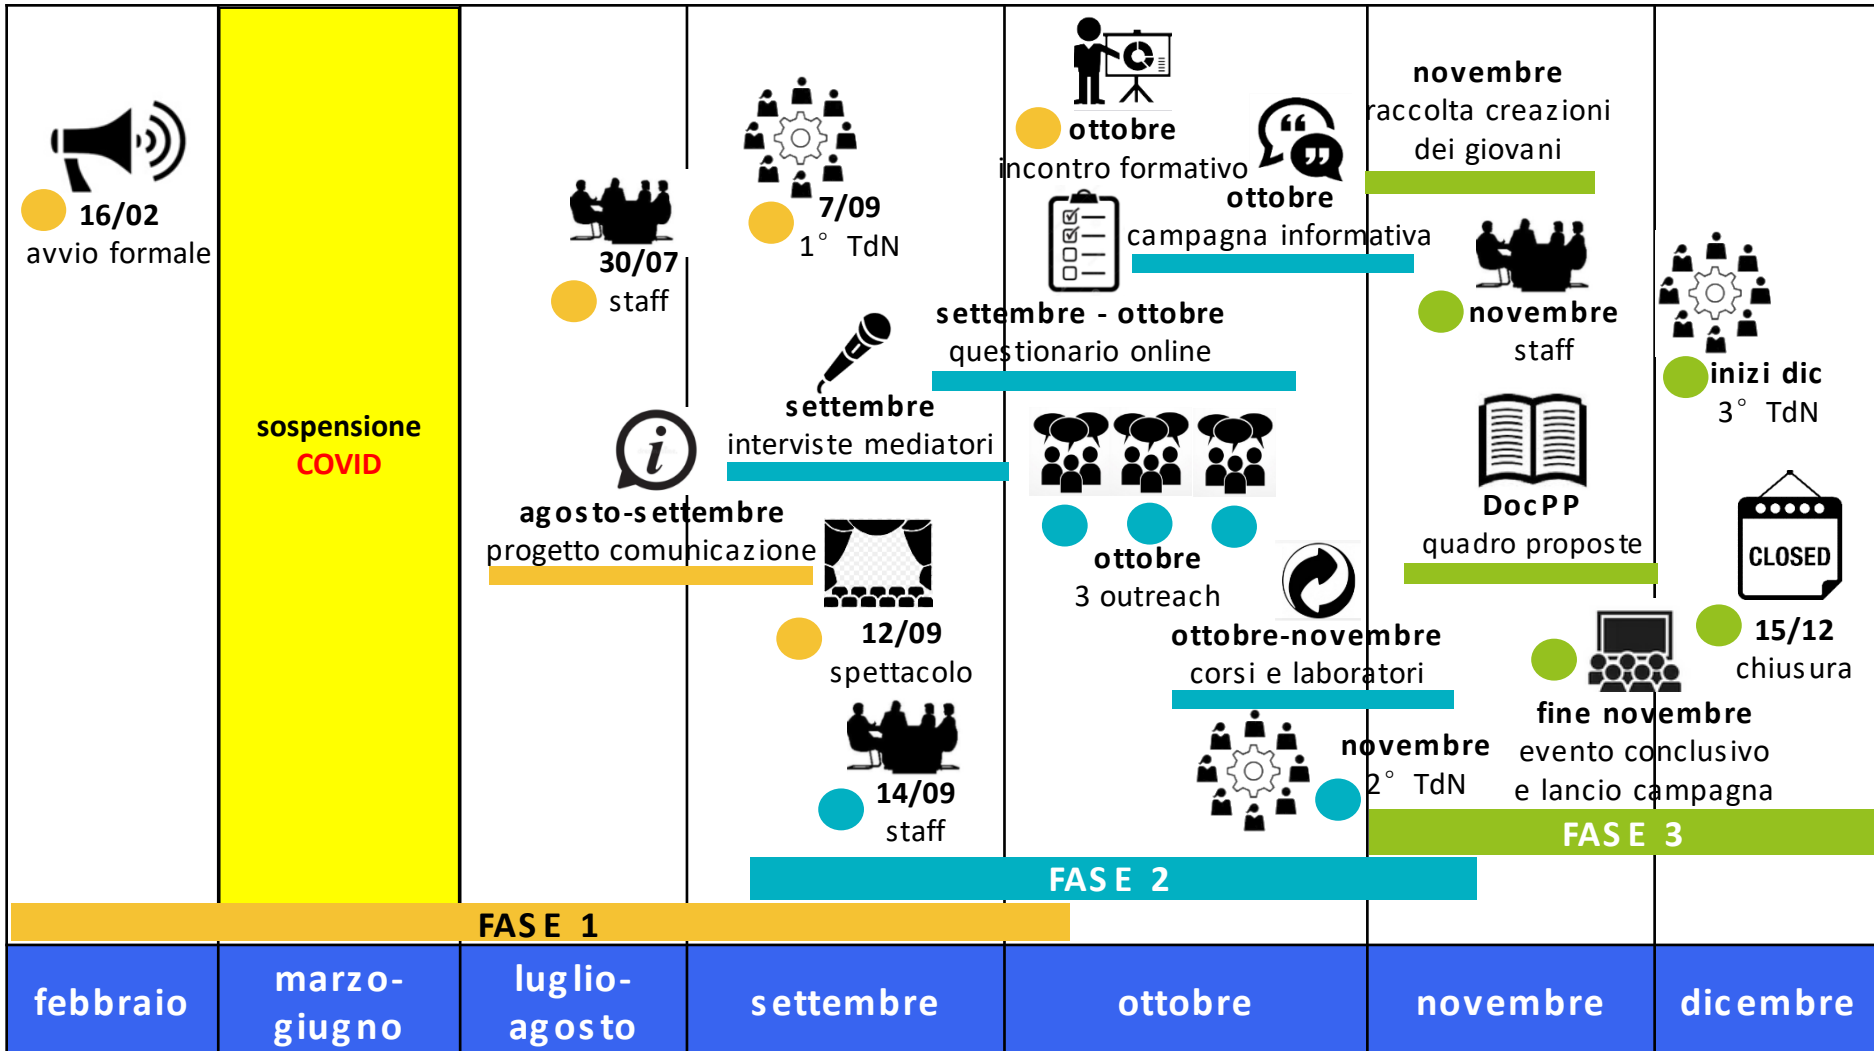 16/02
avvio formale
sospensione
COVID
30/07
staff
agosto-settembre
progetto comunicazione
7/09
1° TdN
settembre
interviste mediatori
12/09
spettacolo
14/09
staff
ottobre
incontro formativo
ottobre
campagna informativa
settembre - ottobre
questionario online
ottobre
3 outreach
ottobre-novembre
corsi e laboratori
novembre
2° TdN
novembre
raccolta creazioni
dei giovani
novembre
staff
DocPP
quadro proposte
fine novembre
evento conclusivo
e lancio campagna
inizi dic
3° TdN
CLOSED
15/12
chiusura
FASE 3
FASE 2
FASE 1
febbraio
marzo-
giugno
luglio-
agosto
settembre
ottobre
novembre
dicembre